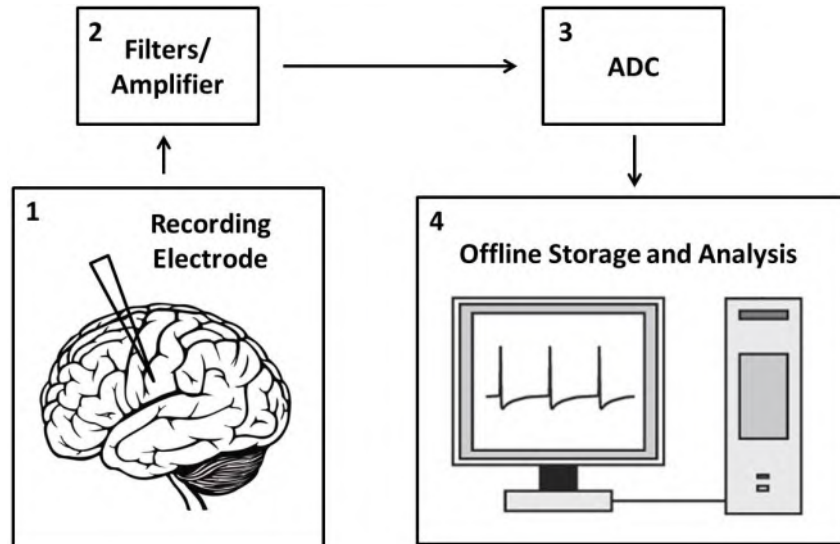 1
Recording
Electrode
2
Filters/
Amplifier
3
ADC
4
Offline Storage and Analysis